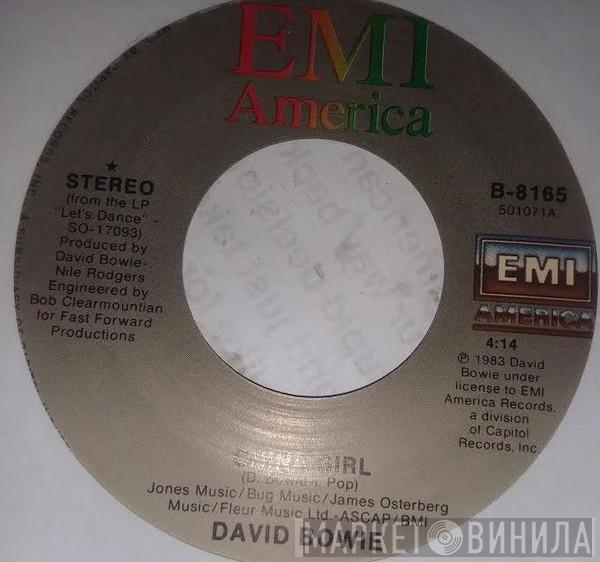 EMI
America
STEREO
(from the LP
"Let's Dance" -
SO-17093)
Produced by
David Bowie-
Nile Rodgers
Engineered by
Bob Clearmountian
for Fast Forward
Productions
B-8165
501071A
EMI
AMERICA
4:14
℗ 1983 David
Bowie under
license to EMI
America Records,
a division
of Capitol
Records, Inc.
GIRL
(D. Bowie-I. Pop)
Jones Music/Bug Music/James Osterberg
Music/Fleur Music Ltd.-ASCAP/BMI
DAVID BOWIE
МАРКЕТ ВИНИЛА